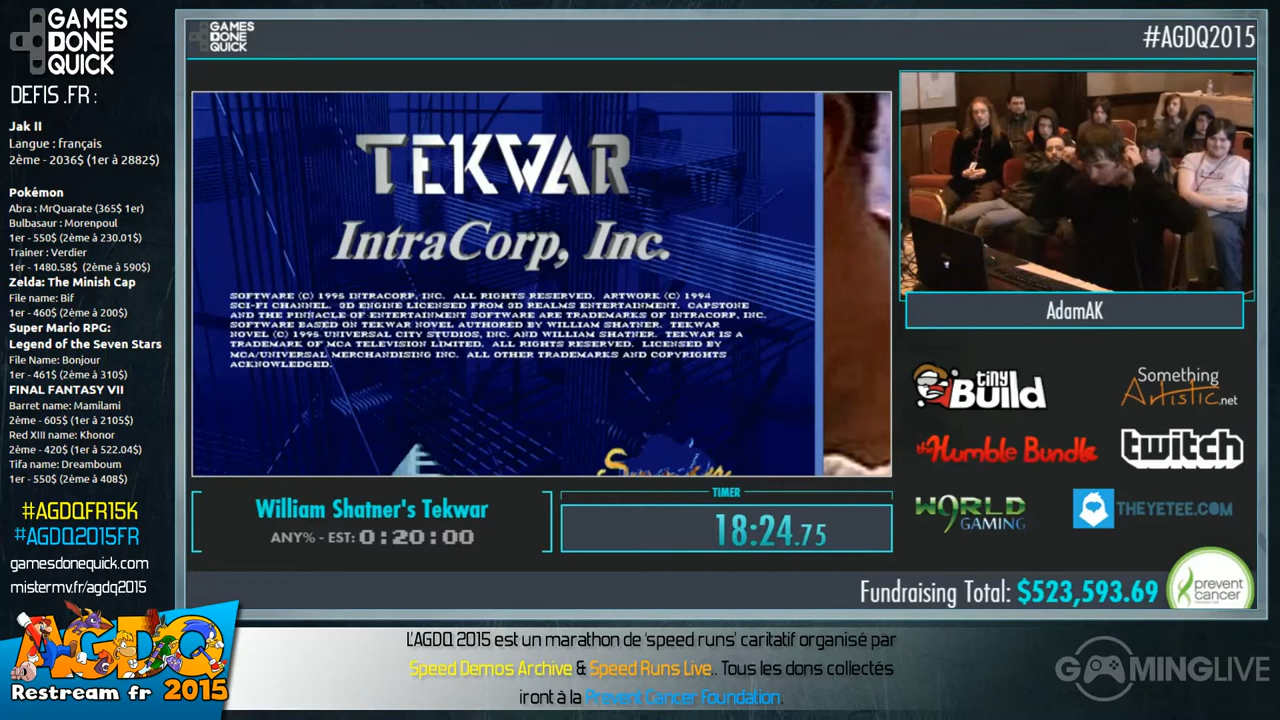 GAMES
DONE
QUICK
DEFIS .FR :
Jak II
Langue : français
2ème - 2036$ (1er à 2882$)
Pokémon
Abra : MrQuarate (365$ 1er)
Bulbasaur : Morenpoul
1er - 550$ (2ème à 230.01$)
Trainer : Verdier
1er - 1480.58$ (2ème à 590$)
Zelda: The Minish Cap
File name: Bif
1er - 460$ (2ème à 200$)
Super Mario RPG:
Legend of the Seven Stars
File Name: Bonjour
1er - 461$ (2ème à 310$)
FINAL FANTASY VII
Barret name: Mamilami
2ème - 605$ (1er à 2105$)
Red XIII name: Khonor
2ème - 420$ (1er à 522.04$)
Tifa name: Dreamboum
1er - 550$ (2ème à 408$)
#AGDQFR15K
#AGDQ2015FR
gamesdonequick.com
mistermv.fr/agdq2015
AGDQ
Restream fr 2015
GAMES
DONE
QUICK
#AGDQ2015
TEKWAR
IntraCorp, Inc.
SOFTWARE (C) 1995 INTRACORP, INC. ALL RIGHTS RESERVED. ARTWORK (C) 1994
SCI-FI CHANNEL. 3D ENGINE LICENSED FROM 3D REALMS ENTERTAINMENT. CAPSTONE
AND THE PINNACLE OF ENTERTAINMENT SOFTWARE ARE TRADEMARKS OF INTRACORP, INC.
SOFTWARE BASED ON TEKWAR NOVEL AUTHORED BY WILLIAM SHATNER. TEKWAR
NOVEL (C) 1995 UNIVERSAL CITY STUDIOS, INC. AND WILLIAM SHATNER. TEKWAR IS A
TRADEMARK OF MCA TELEVISION LIMITED. ALL RIGHTS RESERVED. LICENSED BY
MCA/UNIVERSAL MERCHANDISING INC. ALL OTHER TRADEMARKS AND COPYRIGHTS
ACKNOWLEDGED.
AdamAK
tiny
Build
Something
Artistic.net
the Humble Bundle
twitch
WORLD
GAMING
THEYETEE.COM
William Shatner's Tekwar
ANY% - EST: 0:20:00
TIMER
18:24.75
Fundraising Total: $523,593.69
prevent
cancer
L'AGDQ 2015 est un marathon de 'speed runs' caritatif organisé par
Speed Demos Archive & Speed Runs Live.. Tous les dons collectés
iront à la Prevent Cancer Foundation.
GAMINGLIVE